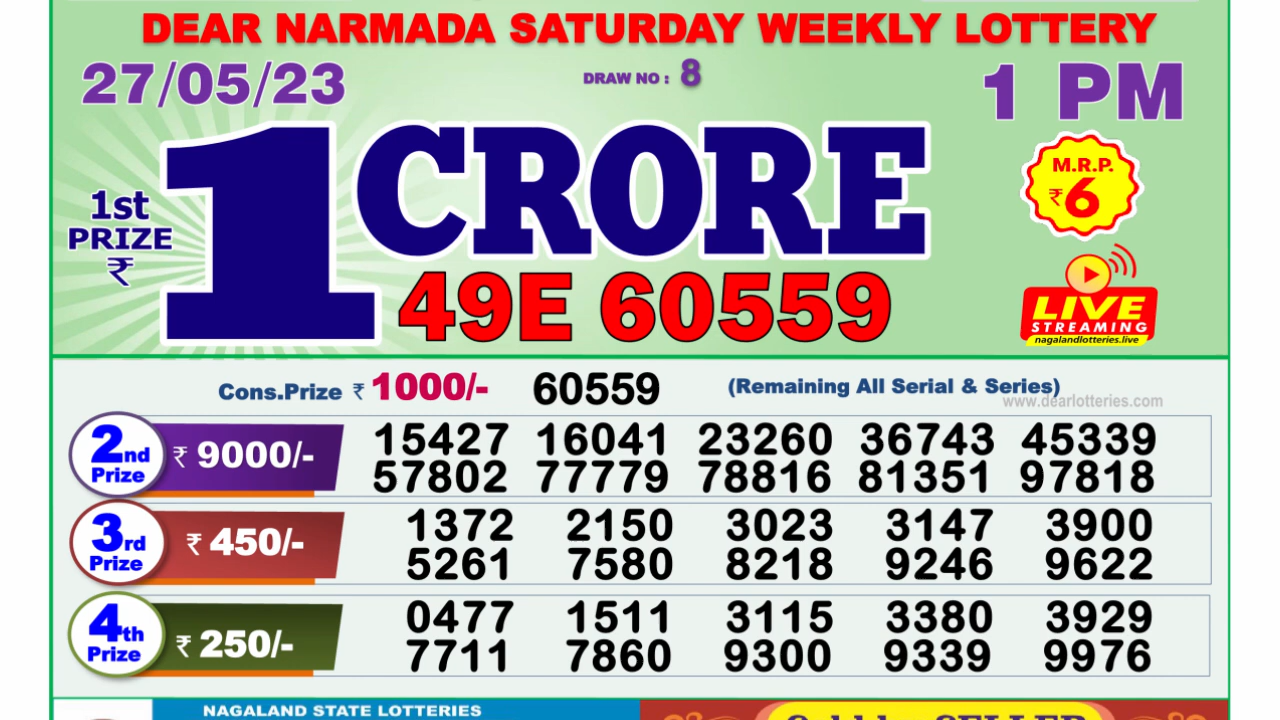 DEAR NARMADA SATURDAY WEEKLY LOTTERY
27/05/23
DRAW NO : 8
1 PM
1st
PRIZE
₹
1 CRORE
M.R.P.
₹ 6
49E 60559
LIVE
STREAMING
nagalandlotteries.live
Cons.Prize ₹ 1000/- 60559 (Remaining All Serial & Series)
www.dearlotteries.com
2nd Prize ₹ 9000/-
15427 16041 23260 36743 45339
57802 77779 78816 81351 97818
3rd Prize ₹ 450/-
1372 2150 3023 3147 3900
5261 7580 8218 9246 9622
4th Prize ₹ 250/-
0477 1511 3115 3380 3929
7711 7860 9300 9339 9976
NAGALAND STATE LOTTERIES
SELLER